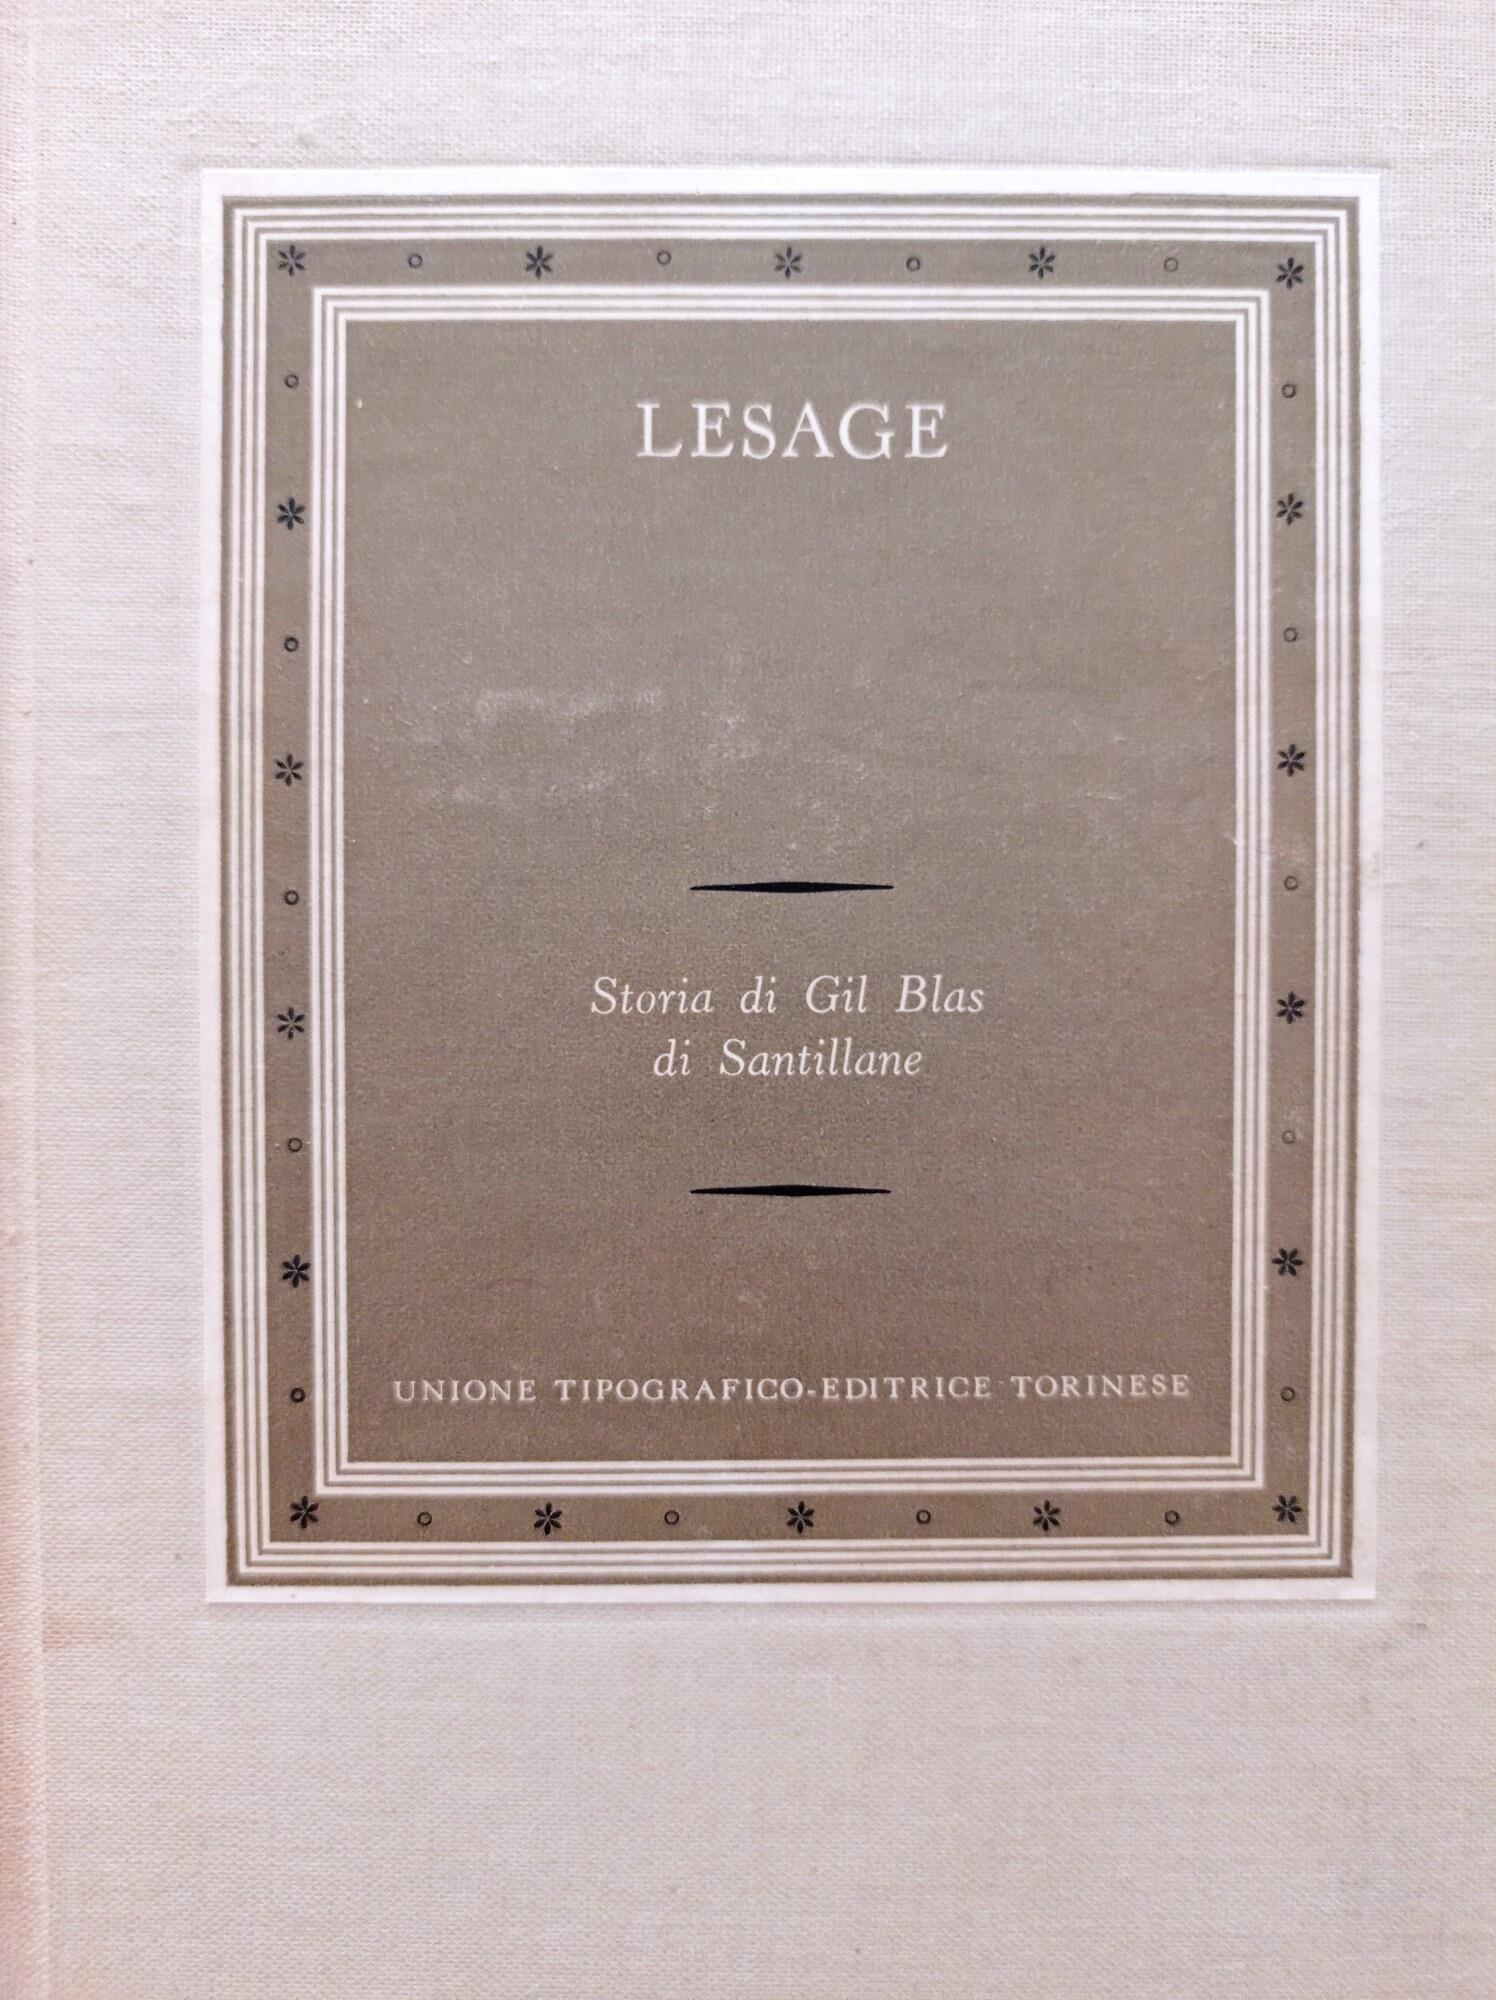 LESAGE
Storia di Gil Blas
di Santillane
UNIONE TIPOGRAFICO-EDITRICE TORINESE